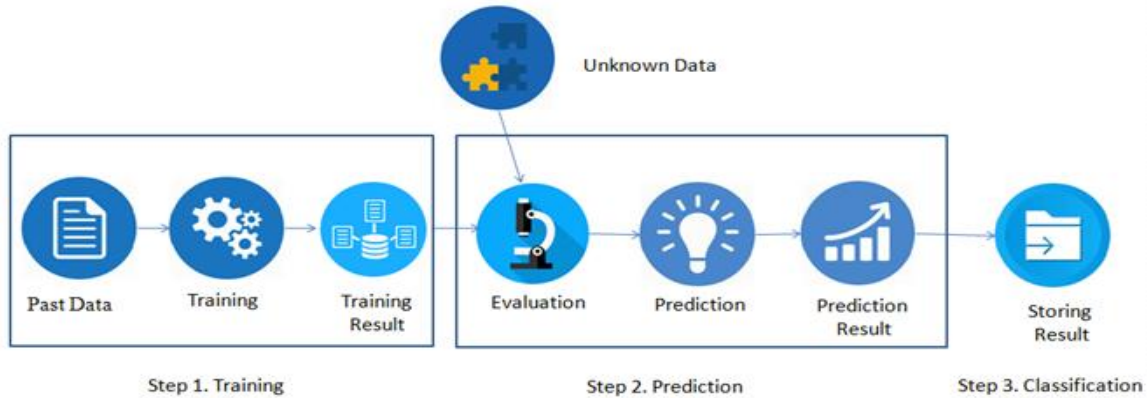 Unknown Data
Past Data
Training
Training
Result
Evaluation
Prediction
Prediction
Result
Storing
Result
Step 1. Training
Step 2. Prediction
Step 3. Classification